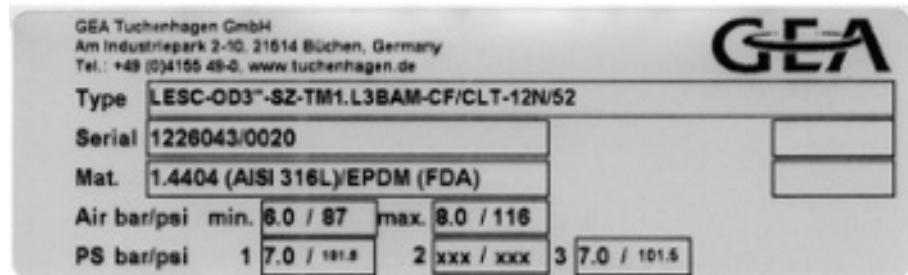 GEA Tuchenhagen GmbH
Am Industriepark 2-10, 21514 Büchen, Germany
Tel.: +49 (0)4155 49-0, www.tuchenhagen.de
GEA
Type LESC-OD3"-SZ-TM1.L3BAM-CF/CLT-12N/52
Serial 1226043/0020
Mat. 1.4404 (AISI 316L)/EPDM (FDA)
Air bar/psi min. 6.0 / 87 max. 8.0 / 116
PS bar/psi 1 7.0 / 101.5 2 xxx / xxx 3 7.0 / 101.5